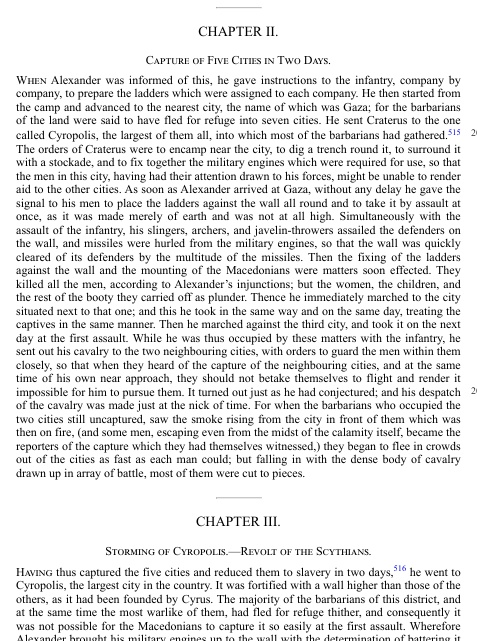 CHAPTER II.
Capture of Five Cities in Two Days.
When Alexander was informed of this, he gave instructions to the infantry, company by
company, to prepare the ladders which were assigned to each company. He then started from
the camp and advanced to the nearest city, the name of which was Gaza; for the barbarians
of the land were said to have fled for refuge into seven cities. He sent Craterus to the one
called Cyropolis, the largest of them all, into which most of the barbarians had gathered.515
The orders of Craterus were to encamp near the city, to dig a trench round it, to surround it
with a stockade, and to fix together the military engines which were required for use, so that
the men in this city, having had their attention drawn to his forces, might be unable to render
aid to the other cities. As soon as Alexander arrived at Gaza, without any delay he gave the
signal to his men to place the ladders against the wall all round and to take it by assault at
once, as it was made merely of earth and was not at all high. Simultaneously with the
assault of the infantry, his slingers, archers, and javelin-throwers assailed the defenders on
the wall, and missiles were hurled from the military engines, so that the wall was quickly
cleared of its defenders by the multitude of the missiles. Then the fixing of the ladders
against the wall and the mounting of the Macedonians were matters soon effected. They
killed all the men, according to Alexander's injunctions; but the women, the children, and
the rest of the booty they carried off as plunder. Thence he immediately marched to the city
situated next to that one; and this he took in the same way and on the same day, treating the
captives in the same manner. Then he marched against the third city, and took it on the next
day at the first assault. While he was thus occupied by these matters with the infantry, he
sent out his cavalry to the two neighbouring cities, with orders to guard the men within them
closely, so that when they heard of the capture of the neighbouring cities, and at the same
time of his own near approach, they should not betake themselves to flight and render it
impossible for him to pursue them. It turned out just as he had conjectured; and his despatch
of the cavalry was made just at the nick of time. For when the barbarians who occupied the
two cities still uncaptured, saw the smoke rising from the city in front of them which was
then on fire, (and some men, escaping even from the midst of the calamity itself, became the
reporters of the capture which they had themselves witnessed,) they began to flee in crowds
out of the cities as fast as each man could; but falling in with the dense body of cavalry
drawn up in array of battle, most of them were cut to pieces.
CHAPTER III.
Storming of Cyropolis.—Revolt of the Scythians.
Having thus captured the five cities and reduced them to slavery in two days,516 he went to
Cyropolis, the largest city in the country. It was fortified with a wall higher than those of the
others, as it had been founded by Cyrus. The majority of the barbarians of this district, and
at the same time the most warlike of them, had fled for refuge thither, and consequently it
was not possible for the Macedonians to capture it so easily at the first assault. Wherefore
Alexander brought his military engines up to the wall with the determination of battering it